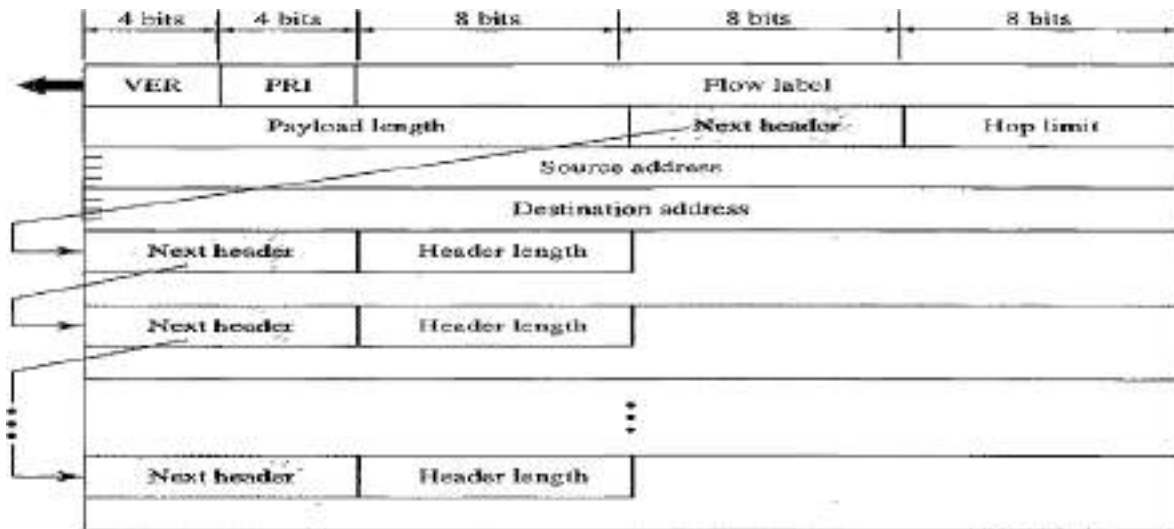 4 bits 4 bits 8 bits 8 bits 8 bits
VER PRI Flow label
Payload length Next header Hop limit
Source address
Destination address
Next header Header length
Next header Header length
Next header Header length